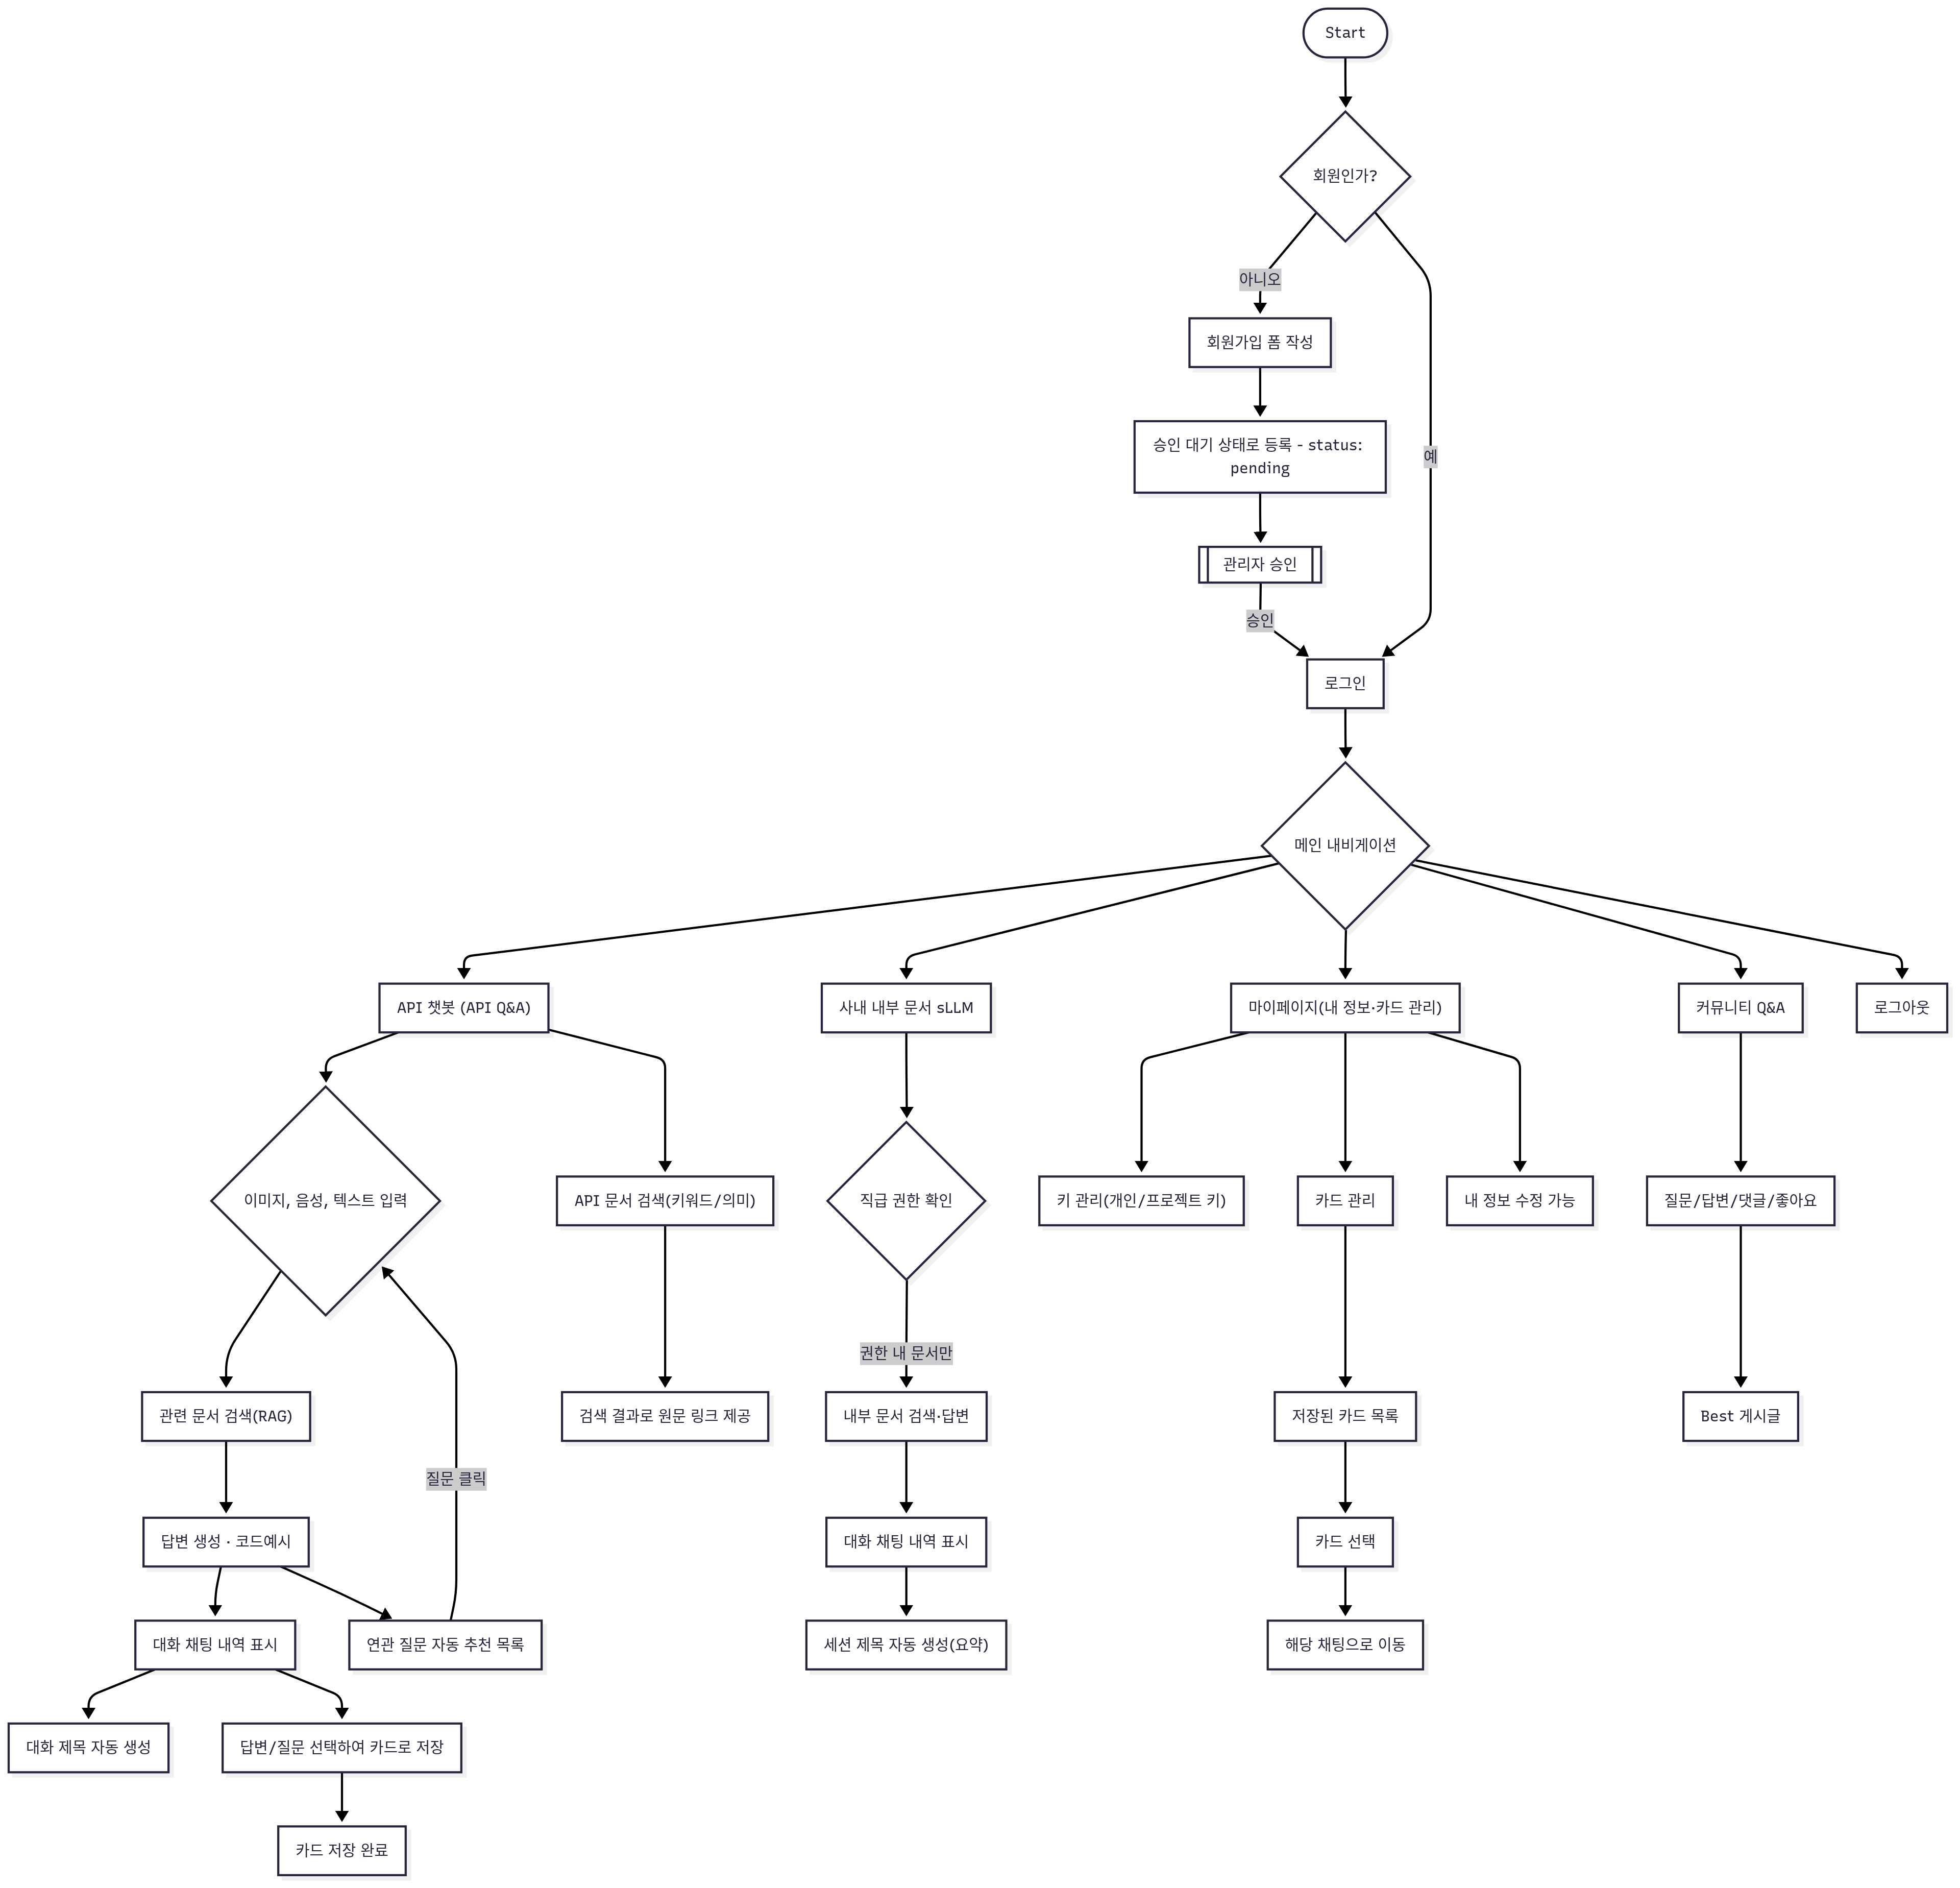 Start
회원인가?
아니오
회원가입 폼 작성
승인 대기 상태로 등록 - status:
pending
예
관리자 승인
승인
로그인
메인 내비게이션
API 챗봇 (API Q&A)
사내 내부 문서 sLLM
마이페이지(내 정보·카드 관리)
커뮤니티 Q&A
로그아웃
이미지, 음성, 텍스트 입력
API 문서 검색(키워드/의미)
직급 권한 확인
키 관리(개인/프로젝트 키)
카드 관리
내 정보 수정 가능
질문/답변/댓글/좋아요
권한 내 문서만
관련 문서 검색(RAG)
검색 결과로 원문 링크 제공
내부 문서 검색·답변
저장된 카드 목록
Best 게시글
질문 클릭
답변 생성 · 코드예시
대화 채팅 내역 표시
카드 선택
대화 채팅 내역 표시
연관 질문 자동 추천 목록
세션 제목 자동 생성(요약)
해당 채팅으로 이동
대화 제목 자동 생성
답변/질문 선택하여 카드로 저장
카드 저장 완료